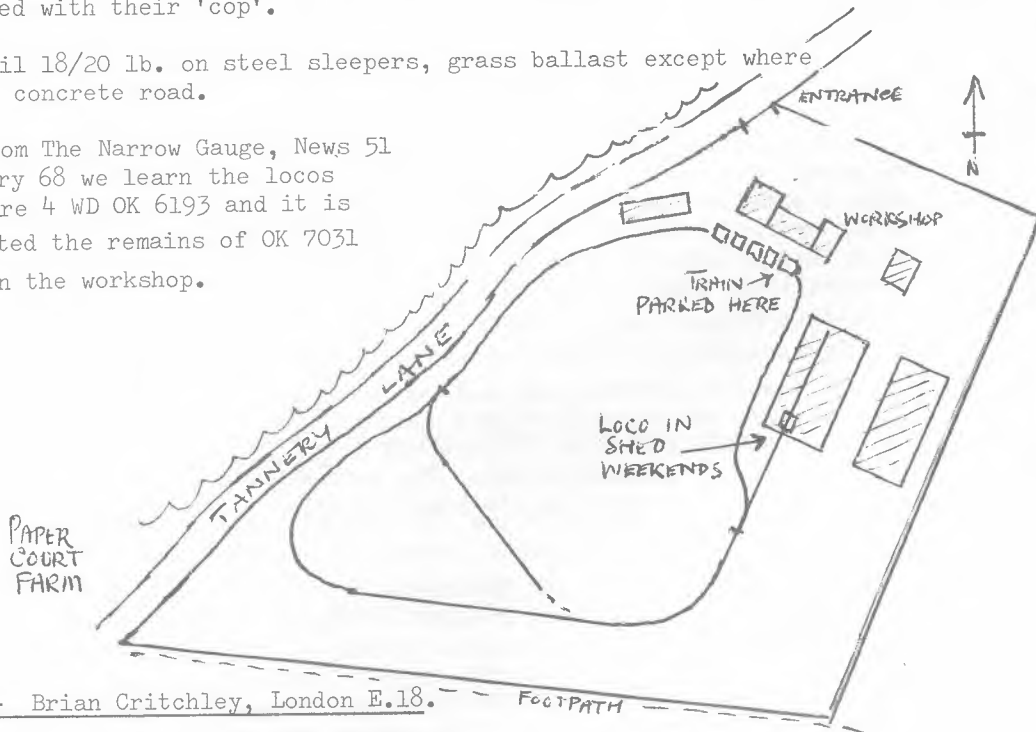 ed with their 'cop'.
il 18/20 lb. on steel sleepers, grass ballast except where
concrete road.
om The Narrow Gauge, News 51
ry 68 we learn the locos
re 4 WD OK 6193 and it is
ted the remains of OK 7031
n the workshop.
ENTRANCE
N
WORKSHOP
TRAIN
PARKED HERE
TANNERY LANE
LOCO IN
SHED
WEEKENDS
PAPER
COURT
FARM
- Brian Critchley, London E.18.
FOOTPATH